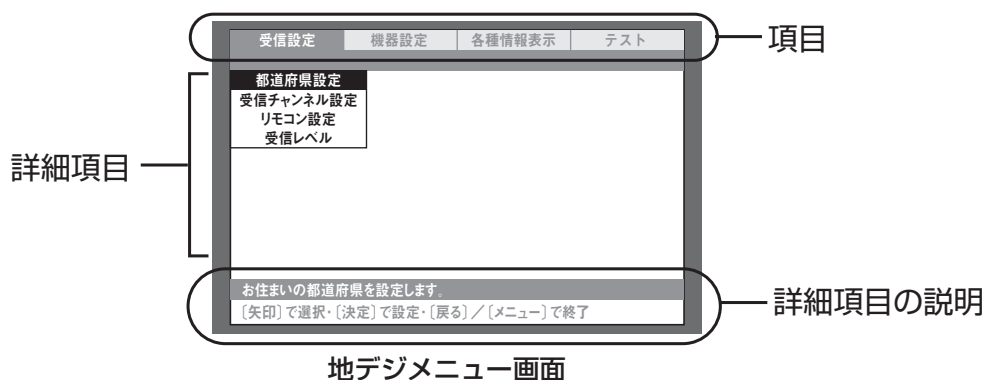 受信設定 機器設定 各種情報表示 テスト
項目
都道府県設定
受信チャンネル設定
リモコン設定
受信レベル
詳細項目
お住まいの都道府県を設定します。
〔矢印〕で選択・〔決定〕で設定・〔戻る〕／〔メニュー〕で終了
詳細項目の説明
地デジメニュー画面